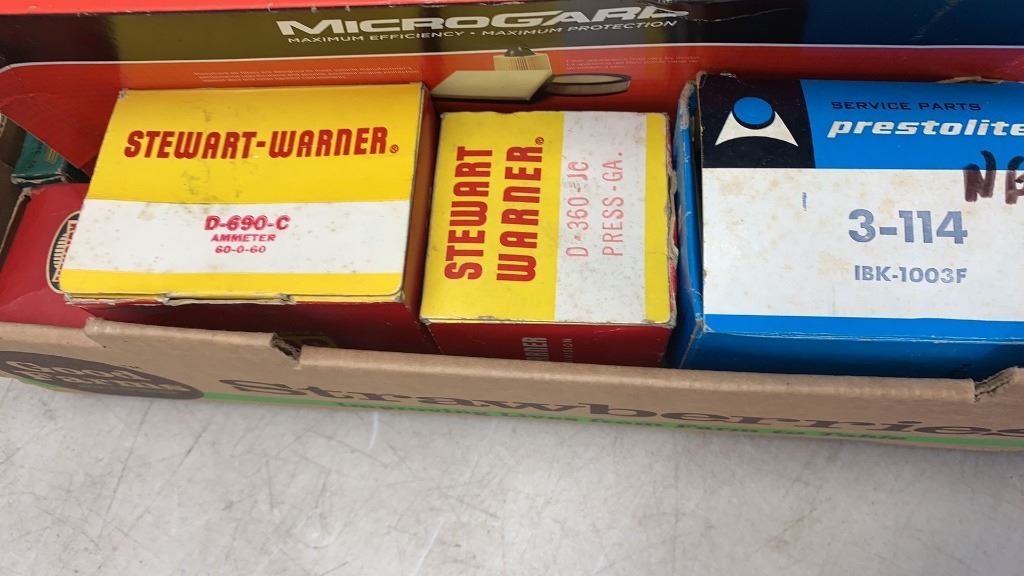 MICROGARD
MAXIMUM EFFICIENCY • MAXIMUM PROTECTION
STEWART-WARNER®
D-690-C
AMMETER
60-0-60
STEWART
WARNER®
D-360-JC
PRESS-GA.
SERVICE PARTS
prestolite
3-114
IBK-1003F
Strawberries